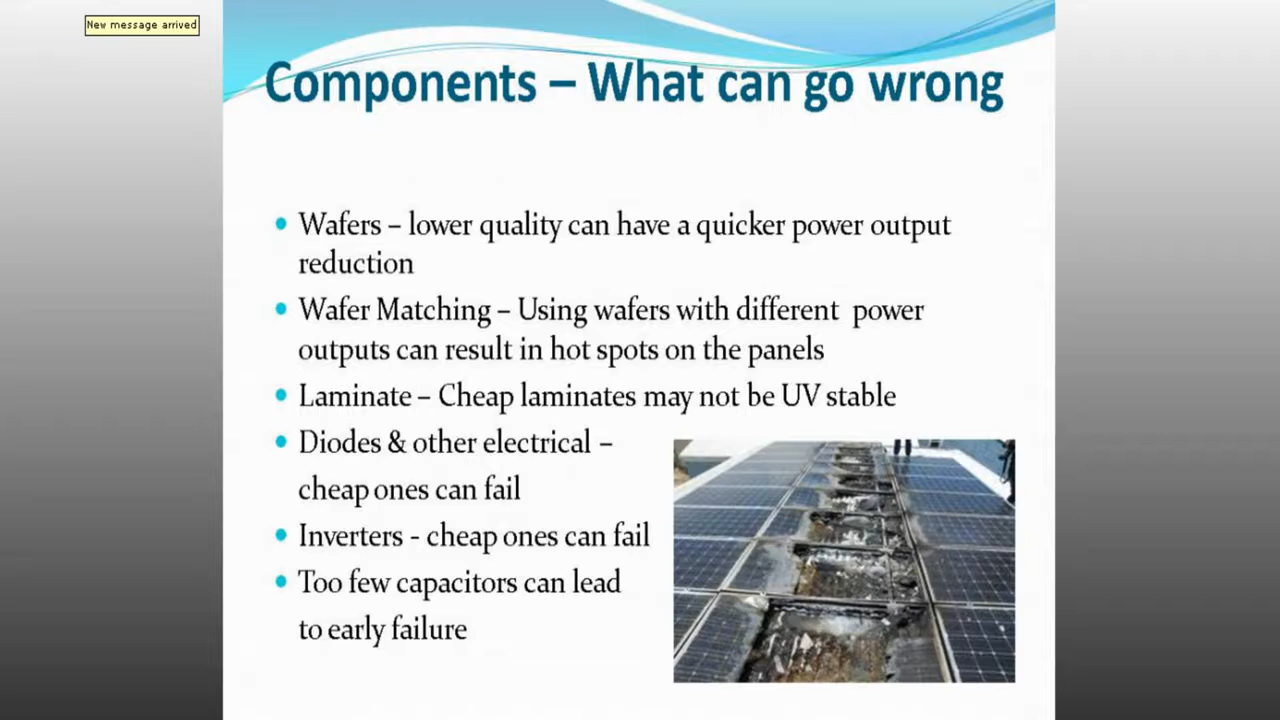 New message arrived
Components – What can go wrong
Wafers – lower quality can have a quicker power output
reduction
Wafer Matching – Using wafers with different  power
outputs can result in hot spots on the panels
Laminate – Cheap laminates may not be UV stable
Diodes & other electrical –
cheap ones can fail
Inverters - cheap ones can fail
Too few capacitors can lead
to early failure